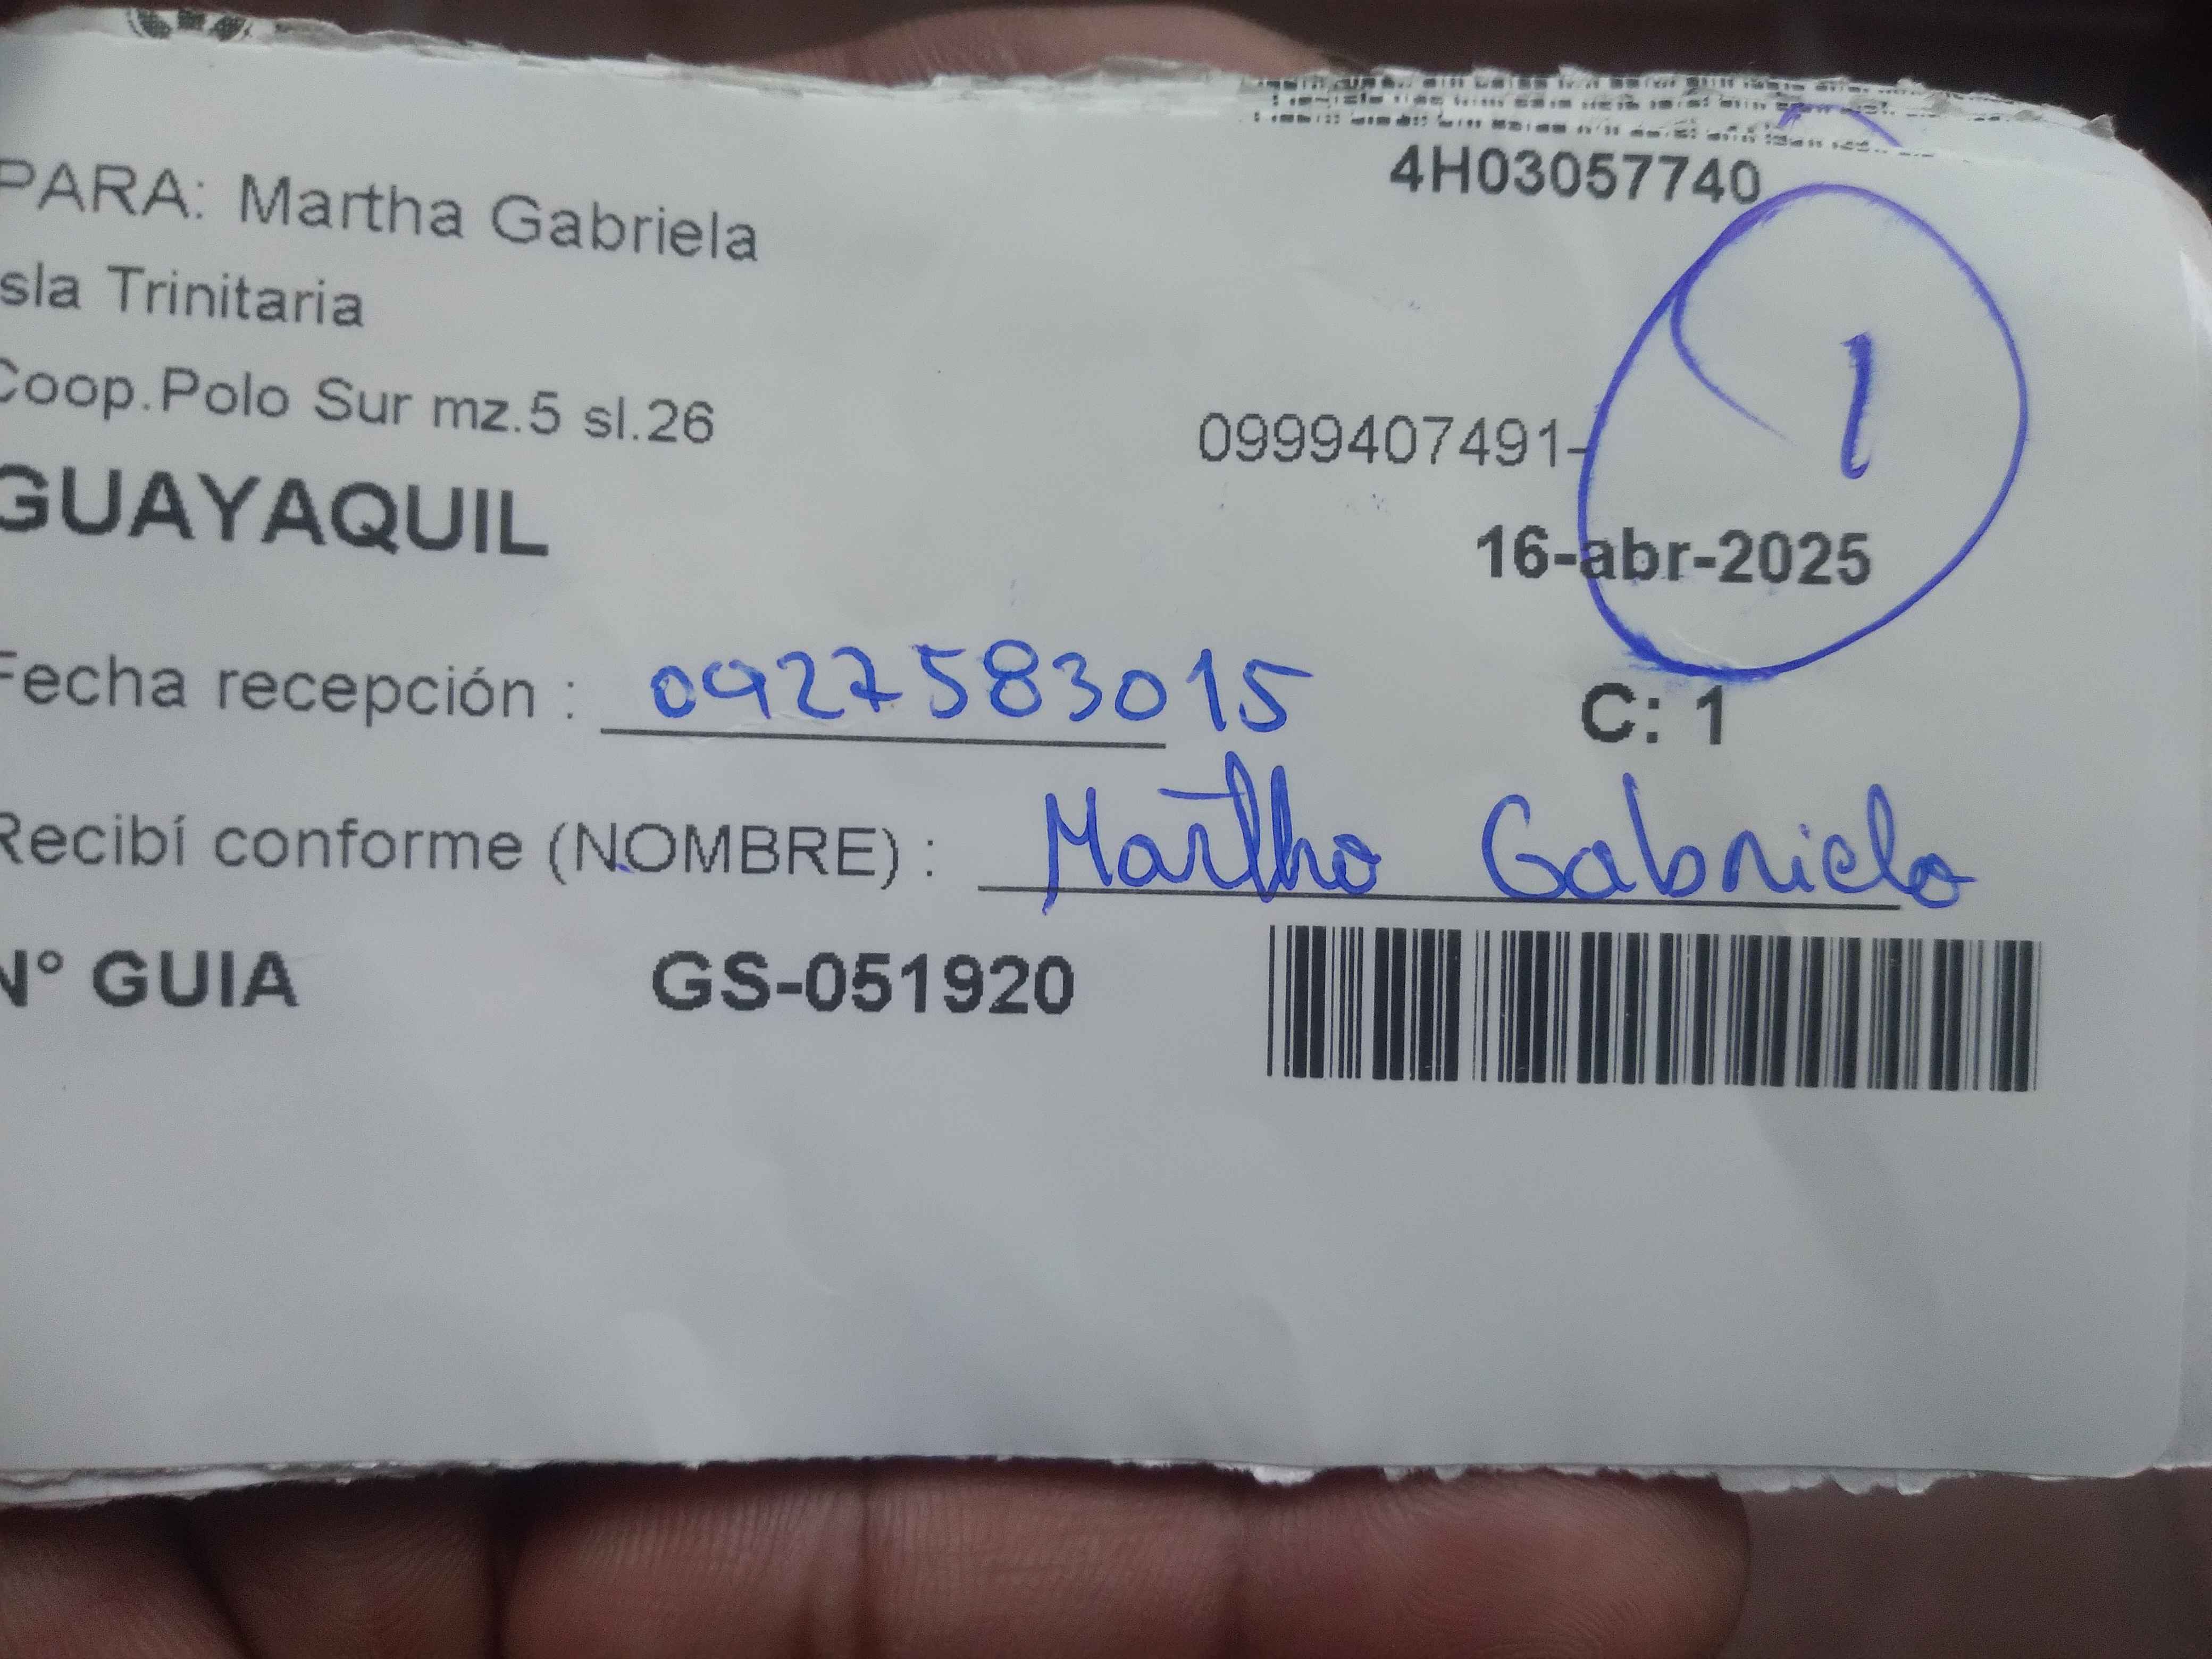 4H03057740
PARA: Martha Gabriela
Isla Trinitaria
Coop.Polo Sur mz.5 sl.26
0999407491-
1
GUAYAQUIL
16-abr-2025
Fecha recepción : 0927583015
C: 1
Recibí conforme (NOMBRE) : Martha Gabriela
N° GUIA GS-051920